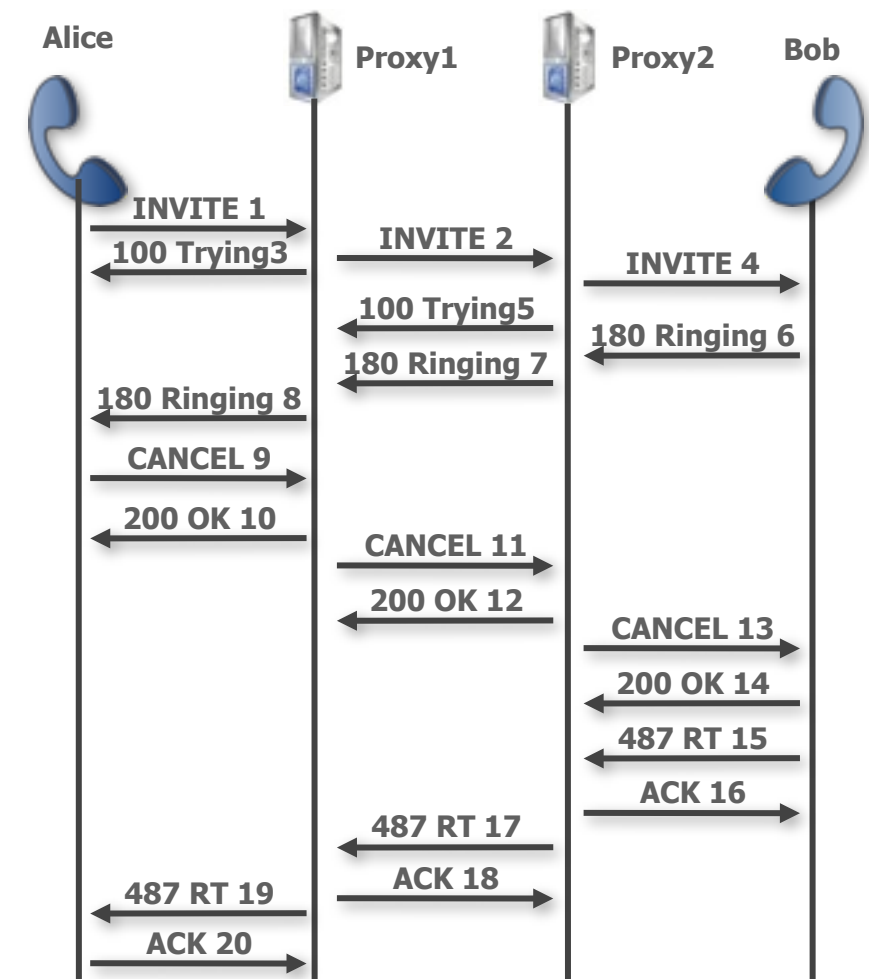 Alice
Proxy1
Proxy2
Bob
INVITE 1
INVITE 2
100 Trying3
INVITE 4
100 Trying5
180 Ringing 6
180 Ringing 7
180 Ringing 8
CANCEL 9
200 OK 10
CANCEL 11
200 OK 12
CANCEL 13
200 OK 14
487 RT 15
ACK 16
487 RT 17
ACK 18
487 RT 19
ACK 20